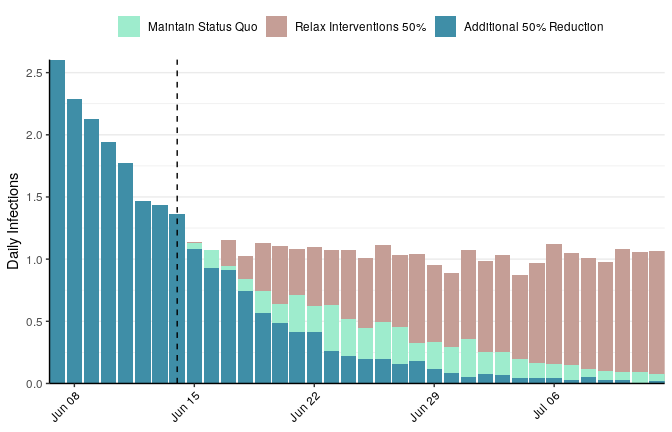 Maintain Status Quo Relax Interventions 50% Additional 50% Reduction
Daily Infections
2.5
2.0
1.5
1.0
0.5
0.0
Jun 08 Jun 15 Jun 22 Jun 29 Jul 06